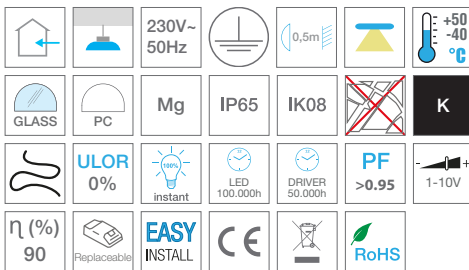 230V~
50Hz
0,5m
+50
-40
°C
GLASS
PC
Mg
IP65
IK08
K
ULOR
0%
100%
instant
LED
100.000h
DRIVER
50.000h
PF
>0.95
- +
1-10V
η (%)
90
Replaceable
EASY
INSTALL
CE
RoHS